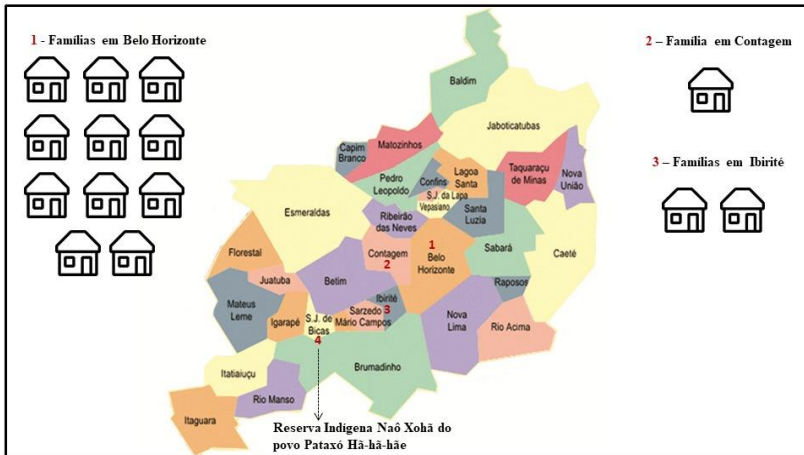 1 - Famílias em Belo Horizonte
2 – Família em Contagem
3 – Famílias em Ibirité
Baldim
Jaboticatubas
Matozinhos
Capim
Branco
Pedro
Leopoldo
Confins
Lagoa
Santa
Taquaraçu
de Minas
Nova
União
S.J. da Lapa
Vepasiano
Esmeraldas
Ribeirão
das Neves
Santa
Luzia
Florestal
Contagem
2
1
Belo
Horizonte
Sabará
Caeté
Juatuba
Betim
Raposos
Mateus
Leme
Igarapé
S.J. de
Bicas
4
Sarzedo
Mário Campos
Ibirité
3
Nova
Lima
Rio Acima
Itatiaiuçu
Brumadinho
Rio Manso
Itaguara
Reserva Indígena Naô Xohã do
povo Pataxó Hã-hã-hãe